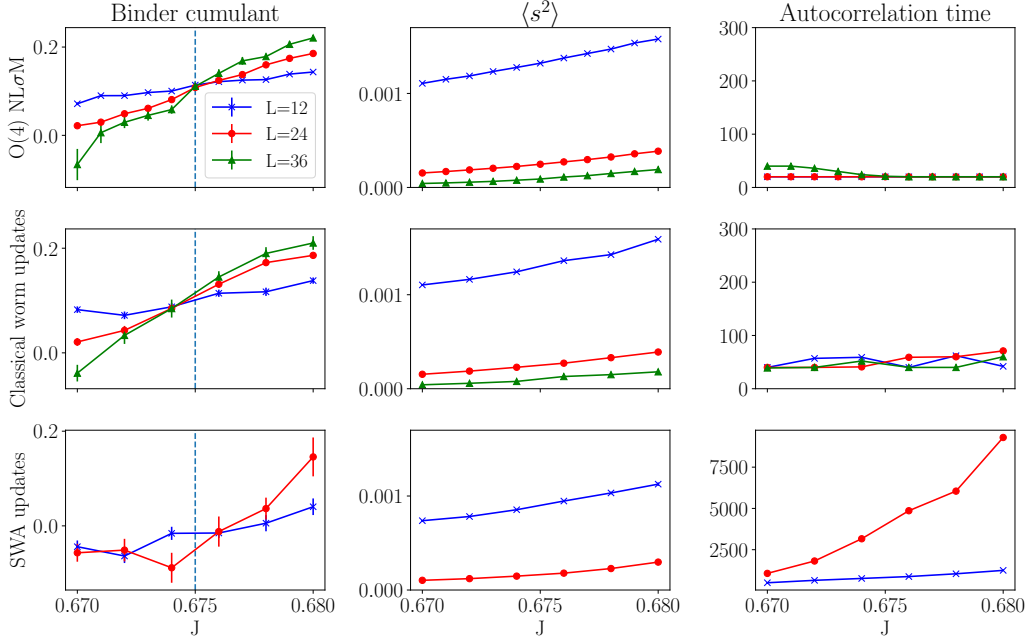 Binder cumulant
⟨s²⟩
Autocorrelation time
O(4) NLσM
0.2
0.0
L=12
L=24
L=36
0.001
0.000
300
200
100
0
Classical worm updates
0.2
0.0
0.001
0.000
300
200
100
0
SWA updates
0.2
0.0
0.001
0.000
7500
5000
2500
0.670
0.675
0.680
0.670
0.675
0.680
0.670
0.675
0.680
J
J
J